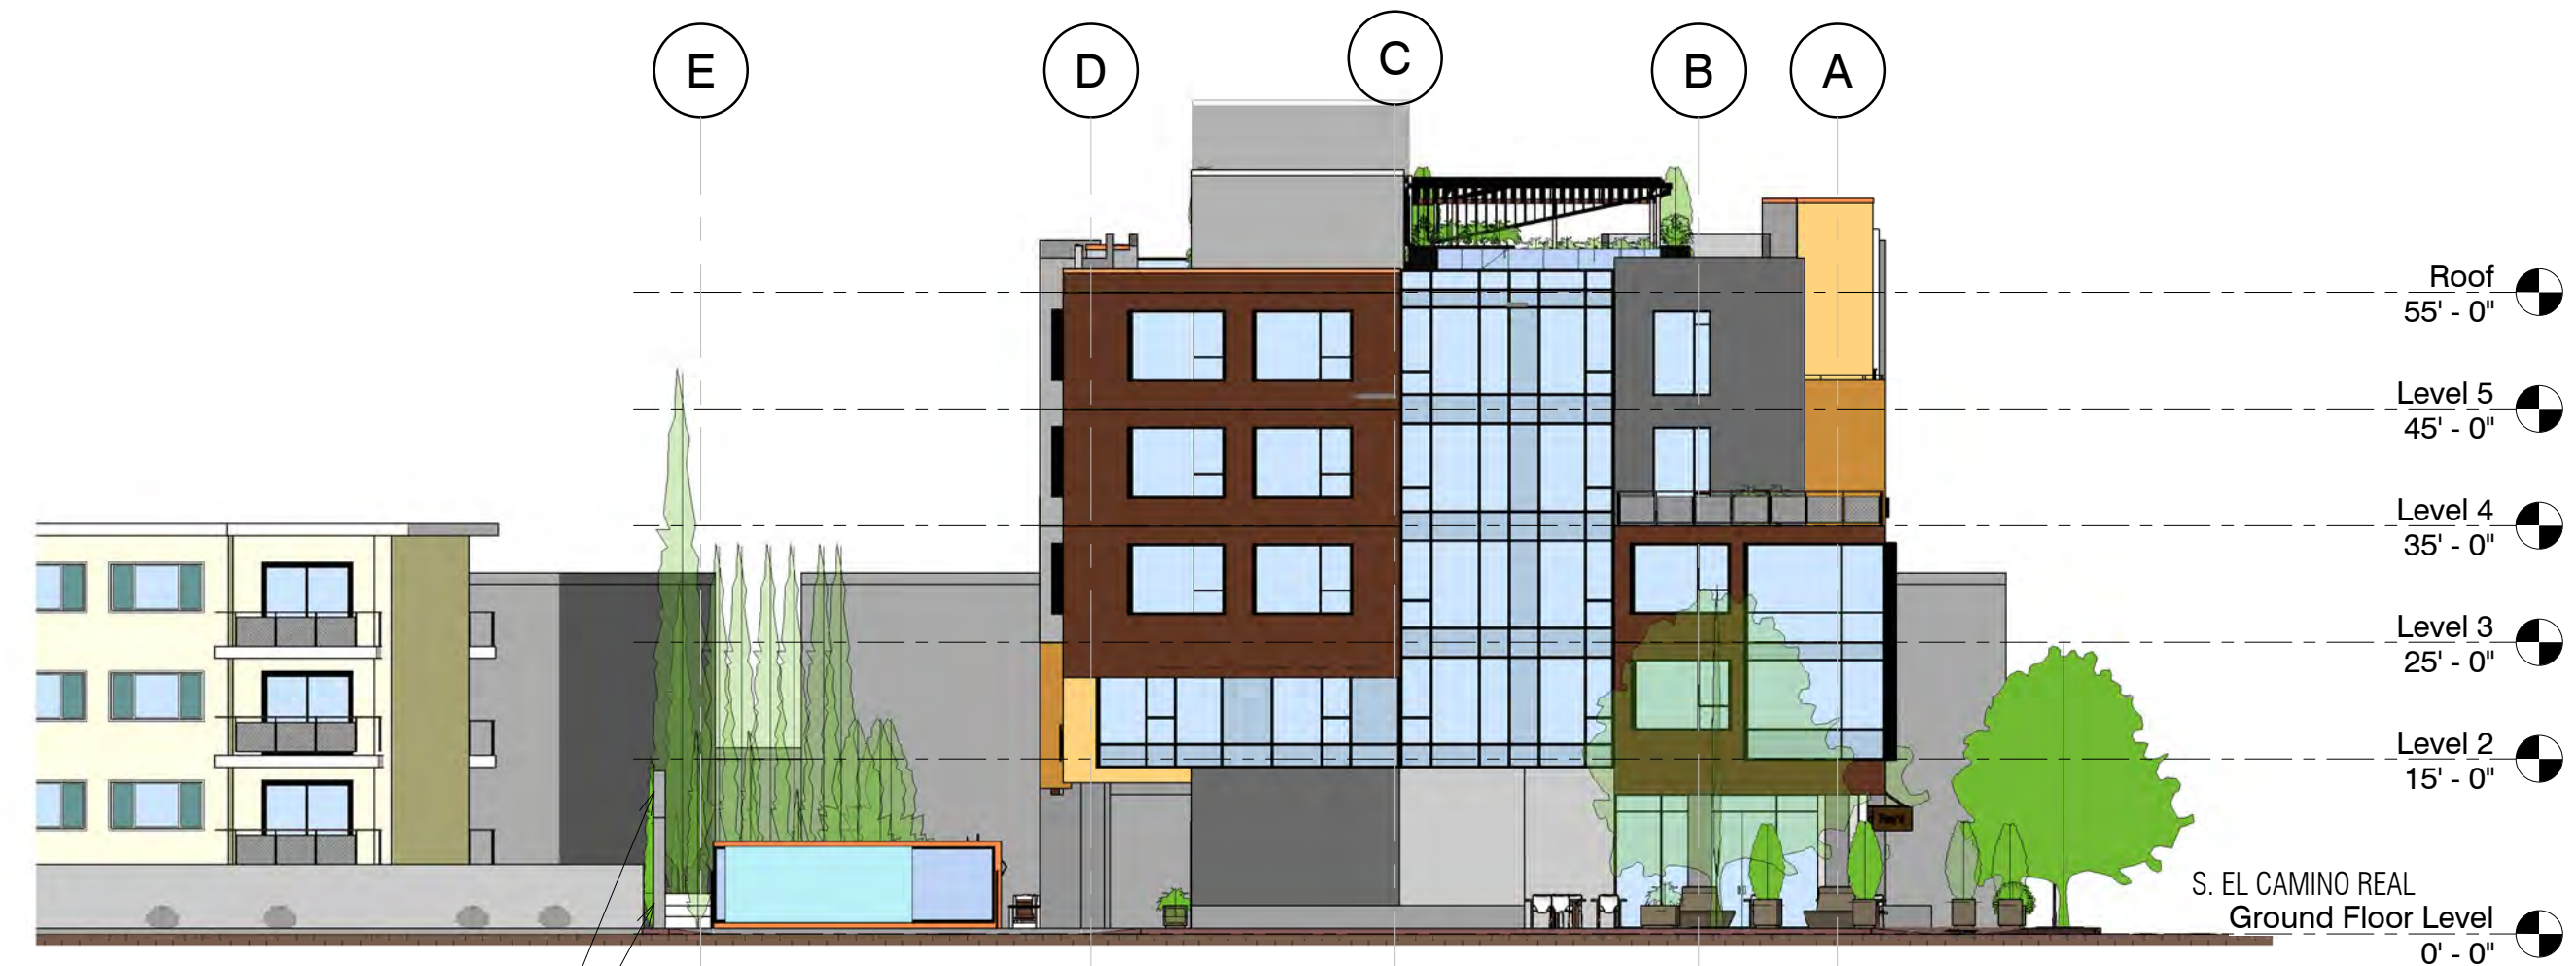 E
D
C
B
A
Roof
55' - 0"
Level 5
45' - 0"
Level 4
35' - 0"
Level 3
25' - 0"
Level 2
15' - 0"
S. EL CAMINO REAL
Ground Floor Level
0' - 0"